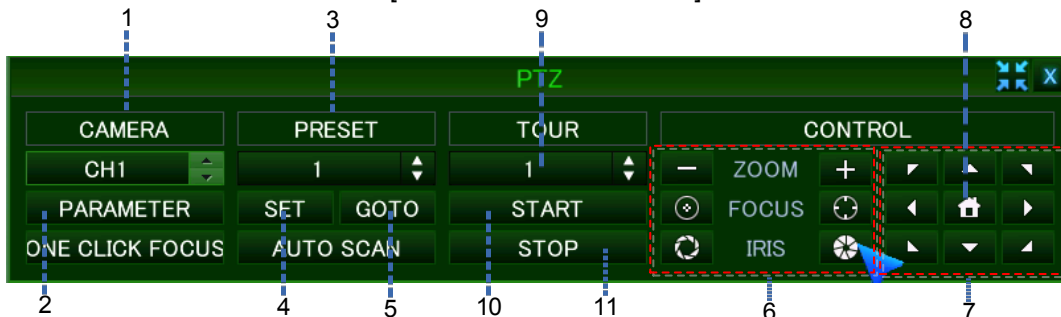 1 3 9 8
PTZ X
CAMERA PRESET TOUR CONTROL
CH1 1 1 ZOOM
PARAMETER SET GOTO START FOCUS
ONE CLICK FOCUS AUTO SCAN STOP IRIS
2 4 5 10 11 6 7